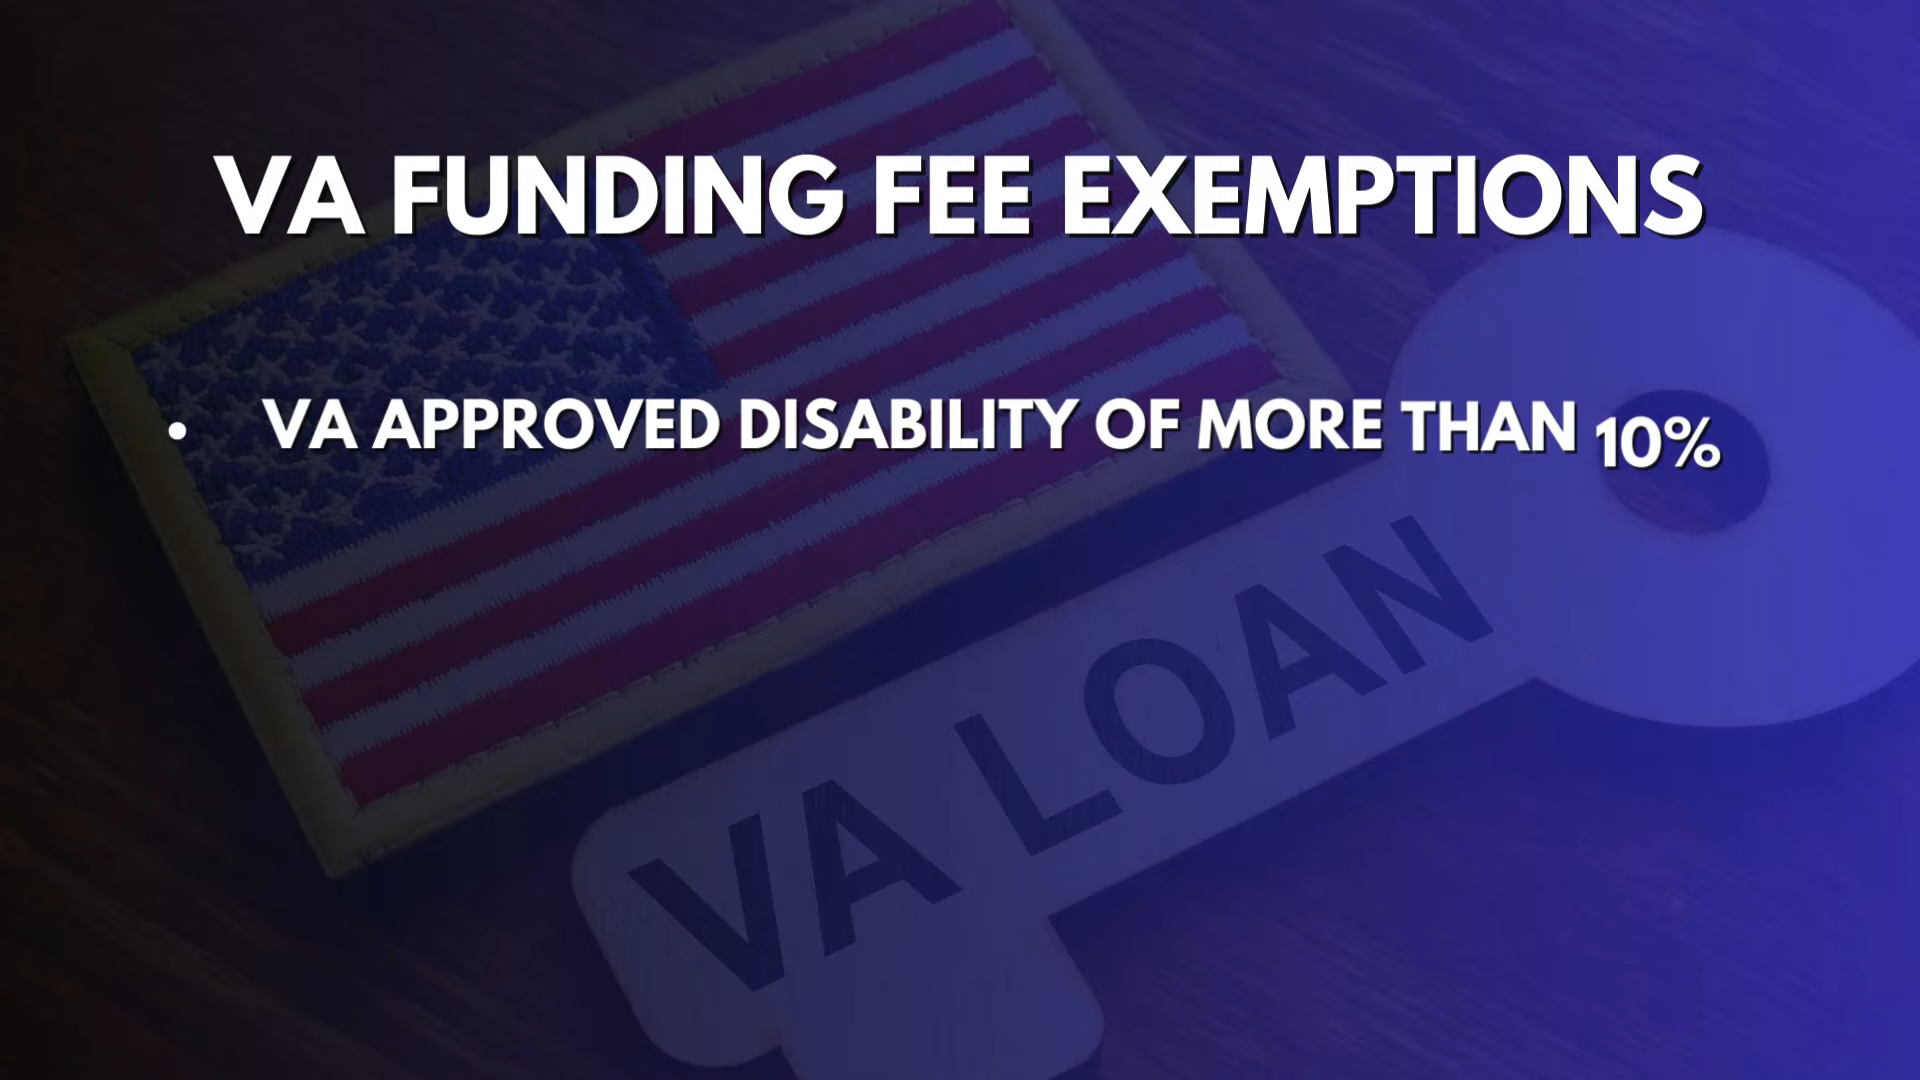 VA FUNDING FEE EXEMPTIONS
• VA APPROVED DISABILITY OF MORE THAN 10%
VA LOAN